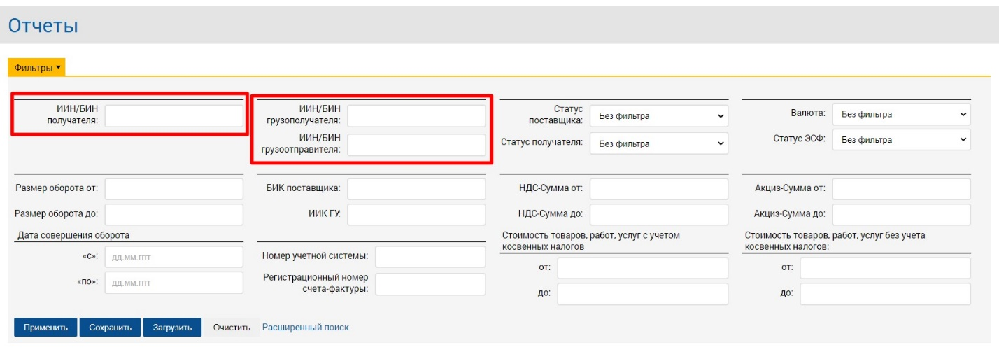 Отчеты
Фильтры
ИИН/БИН
получателя:
ИИН/БИН
грузополучателя:
ИИН/БИН
грузоотправителя:
Статус
поставщика:
Без фильтра
Статус получателя:
Без фильтра
Валюта:
Без фильтра
Статус ЭСФ:
Без фильтра
Размер оборота от:
Размер оборота до:
БИК поставщика:
ИИК ГУ:
НДС-Сумма от:
НДС-Сумма до:
Акциз-Сумма от:
Акциз-Сумма до:
Дата совершения оборота
«с»:
дд.мм.гггг
«по»:
дд.мм.гггг
Номер учетной системы:
Регистрационный номер
счета-фактуры:
Стоимость товаров, работ, услуг с учетом
косвенных налогов
от:
до:
Стоимость товаров, работ, услуг без учета
косвенных налогов:
от:
до:
Применить
Сохранить
Загрузить
Очистить
Расширенный поиск